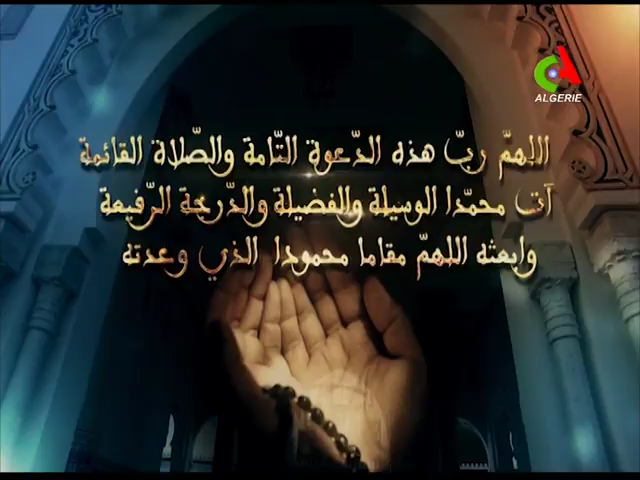 ALGERIE
اللهمّ ربّ هذه الدّعوة التّامة والصّلاة القائمة
آت محمّدا الوسيلة والفضيلة والدّرجة الرّفيعة
وابعثه اللهمّ مقاما محمودا الذي وعدته